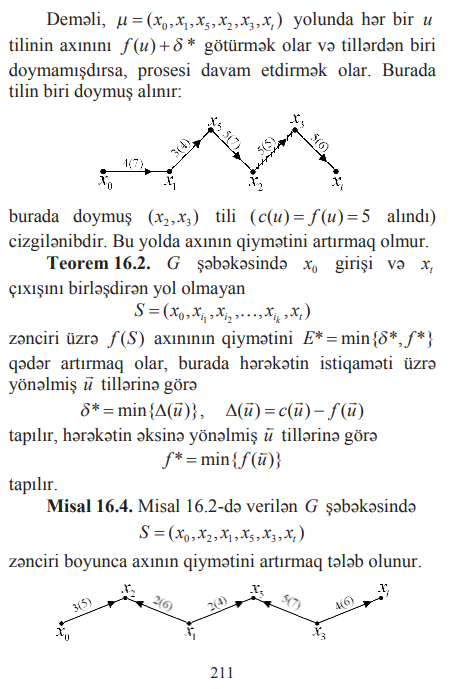 Deməli, μ = (x₀, x₁, x₅, x₂, x₃, xₜ) yolunda hər bir u
tilinin axınını f(u) + δ * götürmək olar və tillərdən biri
doymamışdırsa, prosesi davam etdirmək olar. Burada
tilin biri doymuş alınır:
x₅ x₃
3(4) 5(7) 5(5) 5(6)
4(7)
x₀ x₁ x₂ xₜ
burada doymuş (x₂, x₃) tili (c(u) = f(u) = 5 alındı)
cizgilənibdir. Bu yolda axının qiymətini artırmaq olmur.
Teorem 16.2. G şəbəkəsində x₀ girişi və xₜ
çıxışını birləşdirən yol olmayan
S = (x₀, x_{i₁}, x_{i₂}, ..., x_{iₖ}, xₜ)
zənciri üzrə f(S) axınının qiymətini E* = min{δ*, f*}
qədər artırmaq olar, burada hərəkətin istiqaməti üzrə
yönəlmiş u⃗ tillərinə görə
δ* = min{Δ(u⃗)}, Δ(u⃗) = c(u⃗) − f(u⃗)
tapılır, hərəkətin əksinə yönəlmiş u⃗ tillərinə görə
f* = min{f(u⃗)}
tapılır.
Misal 16.4. Misal 16.2-də verilən G şəbəkəsində
S = (x₀, x₂, x₁, x₅, x₃, xₜ)
zənciri boyunca axının qiymətini artırmaq tələb olunur.
x₂ x₅ xₜ
3(5) 2(6) 2(4) 5(7) 4(6)
x₀ x₁ x₃
211